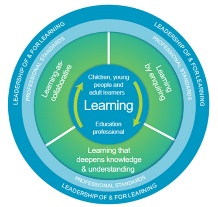 LEADERSHIP OF & FOR LEARNING
PROFESSIONAL STANDARDS
LEADERSHIP OF & FOR LEARNING
PROFESSIONAL STANDARDS
Learning-as-
collaborative
Children, young
people and
adult learners
Learning
by
enquiring
Learning
Education
professional
Learning that
deepens knowledge
& understanding
PROFESSIONAL STANDARDS
LEADERSHIP OF & FOR LEARNING